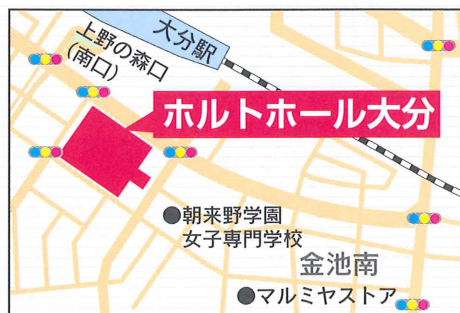 大分駅
上野の森口
(南口)
ホルトホール大分
朝来野学園
女子専門学校
金池南
マルミヤストア